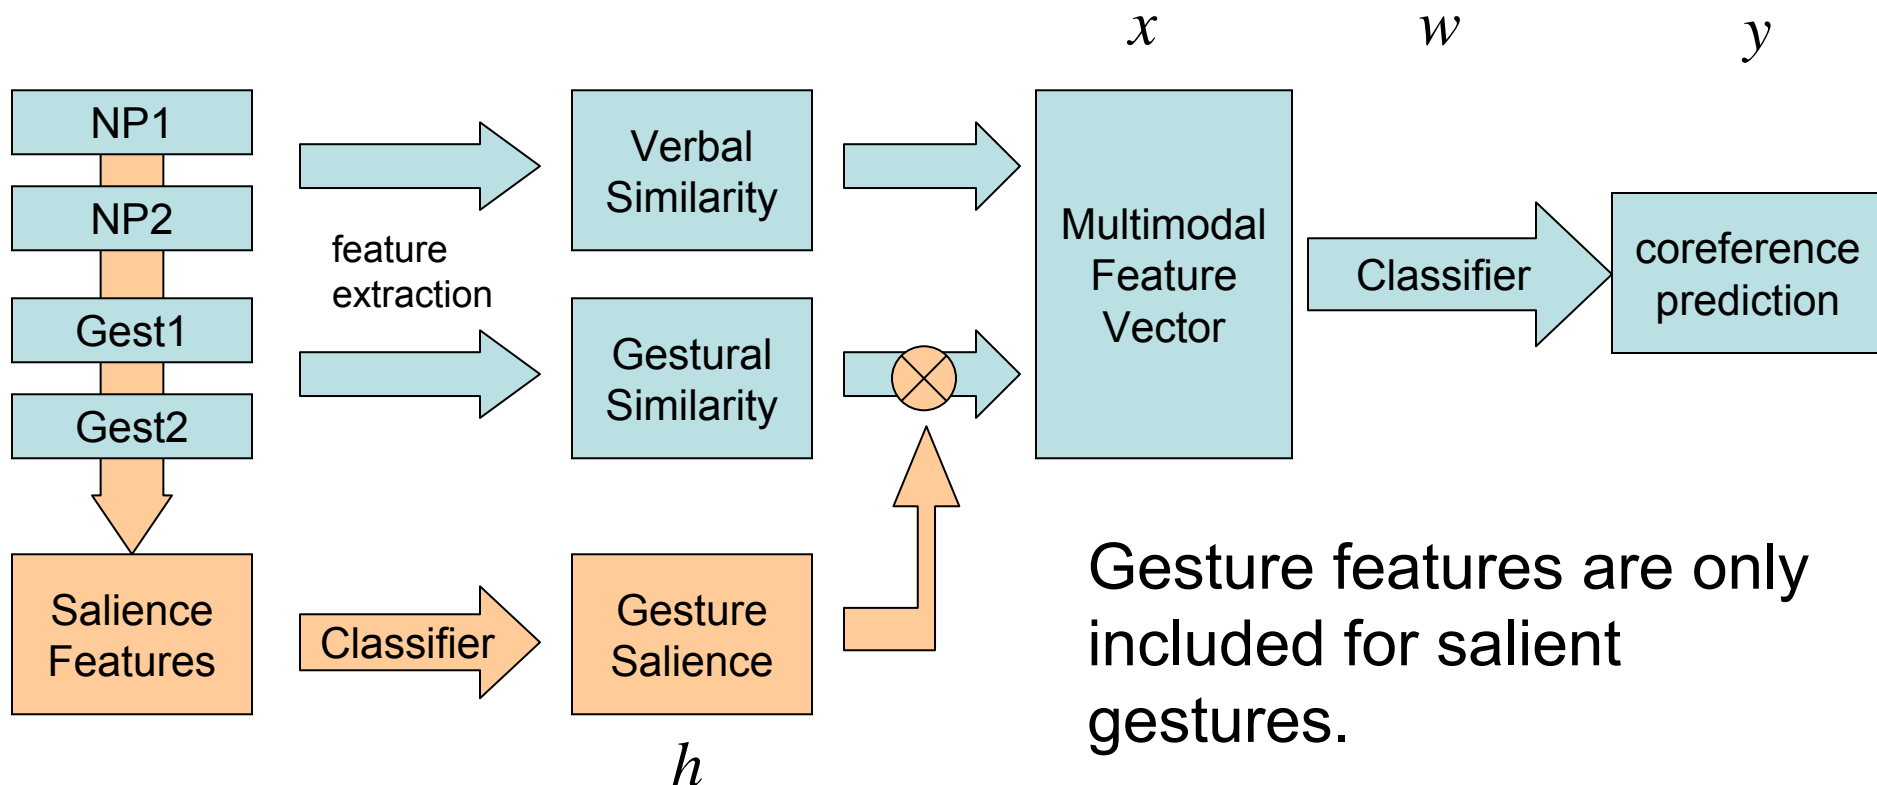 x
w
y
NP1
NP2
Gest1
Gest2
feature
extraction
Verbal
Similarity
Gestural
Similarity
Multimodal
Feature
Vector
Classifier
coreference
prediction
Salience
Features
Classifier
Gesture
Salience
h
Gesture features are only
included for salient
gestures.